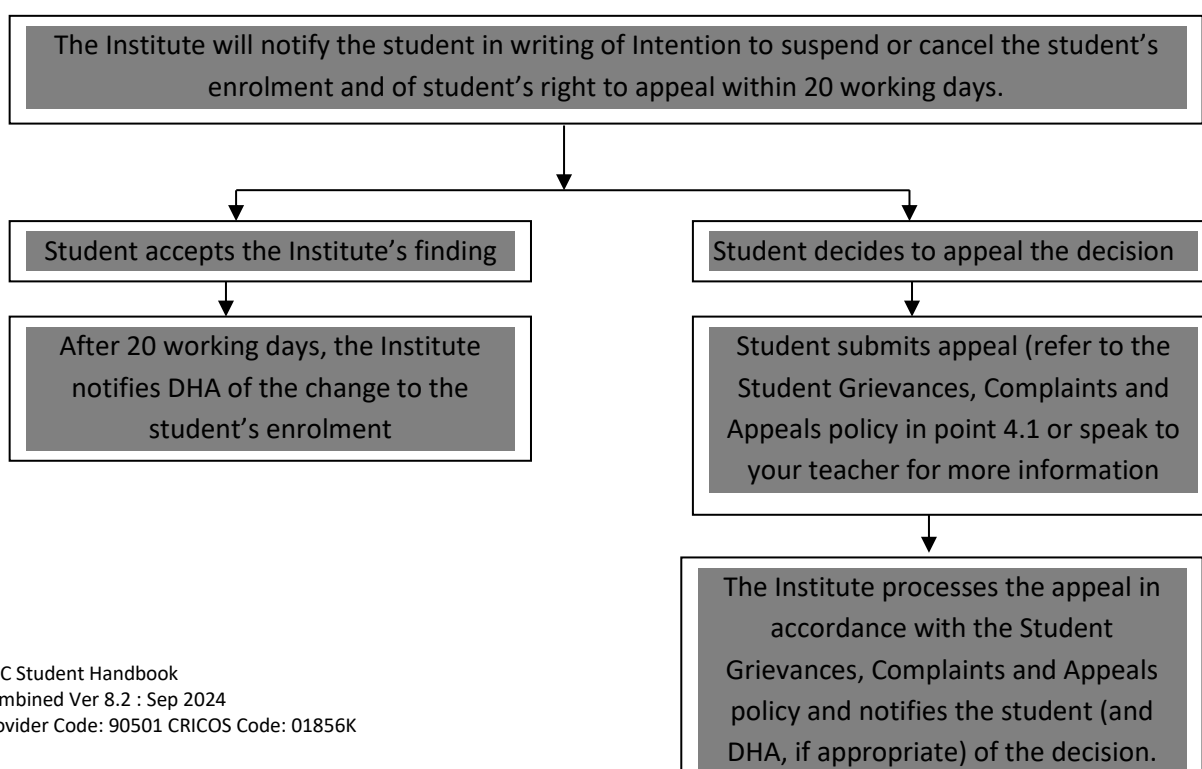 The Institute will notify the student in writing of Intention to suspend or cancel the student's
enrolment and of student's right to appeal within 20 working days.
Student accepts the Institute's finding
Student decides to appeal the decision
After 20 working days, the Institute
notifies DHA of the change to the
student's enrolment
Student submits appeal (refer to the
Student Grievances, Complaints and
Appeals policy in point 4.1 or speak to
your teacher for more information
The Institute processes the appeal in
accordance with the Student
Grievances, Complaints and Appeals
policy and notifies the student (and
DHA, if appropriate) of the decision.
C Student Handbook
mbined Ver 8.2 : Sep 2024
ovider Code: 90501 CRICOS Code: 01856K